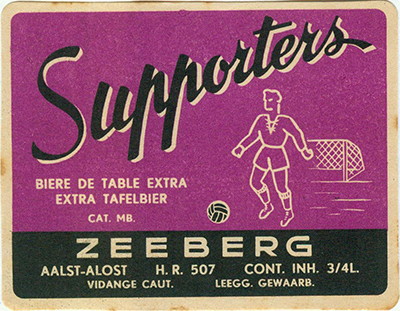 Supporters
BIERE DE TABLE EXTRA
EXTRA TAFELBIER
CAT. MB.
ZEEBERG
AALST-ALOST H.R. 507 CONT. INH. 3/4L.
VIDANGE CAUT. LEEGG. GEWAARB.